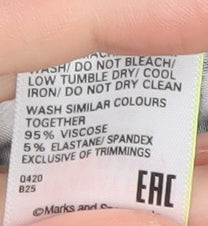 WASH/ DO NOT BLEACH/
LOW TUMBLE DRY/ COOL
IRON/ DO NOT DRY CLEAN
WASH SIMILAR COLOURS
TOGETHER
95% VISCOSE
5% ELASTANE/ SPANDEX
EXCLUSIVE OF TRIMMINGS
0420
B25
EAC
©Marks and